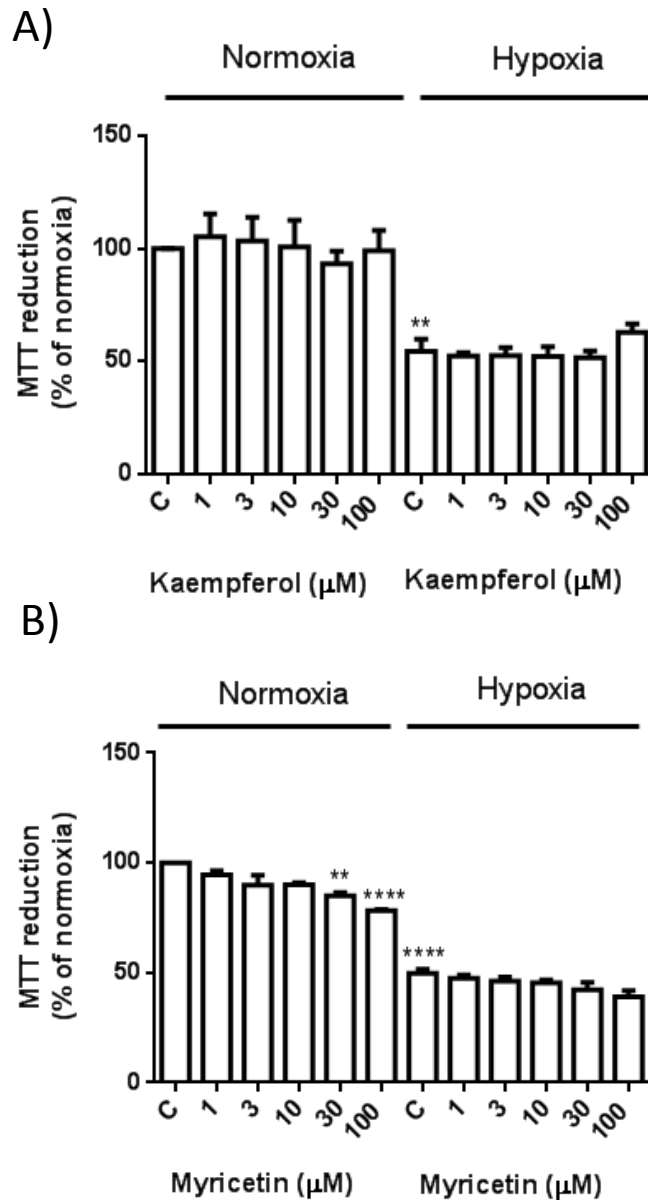 A)
Normoxia Hypoxia
150
100
50
0
MTT reduction
(% of normoxia)
**
C 1 3 10 30 100 C 1 3 10 30 100
Kaempferol (μM) Kaempferol (μM)
B)
Normoxia Hypoxia
150
100
50
0
MTT reduction
(% of normoxia)
** **** ****
C 1 3 10 30 100 C 1 3 10 30 100
Myricetin (μM) Myricetin (μM)